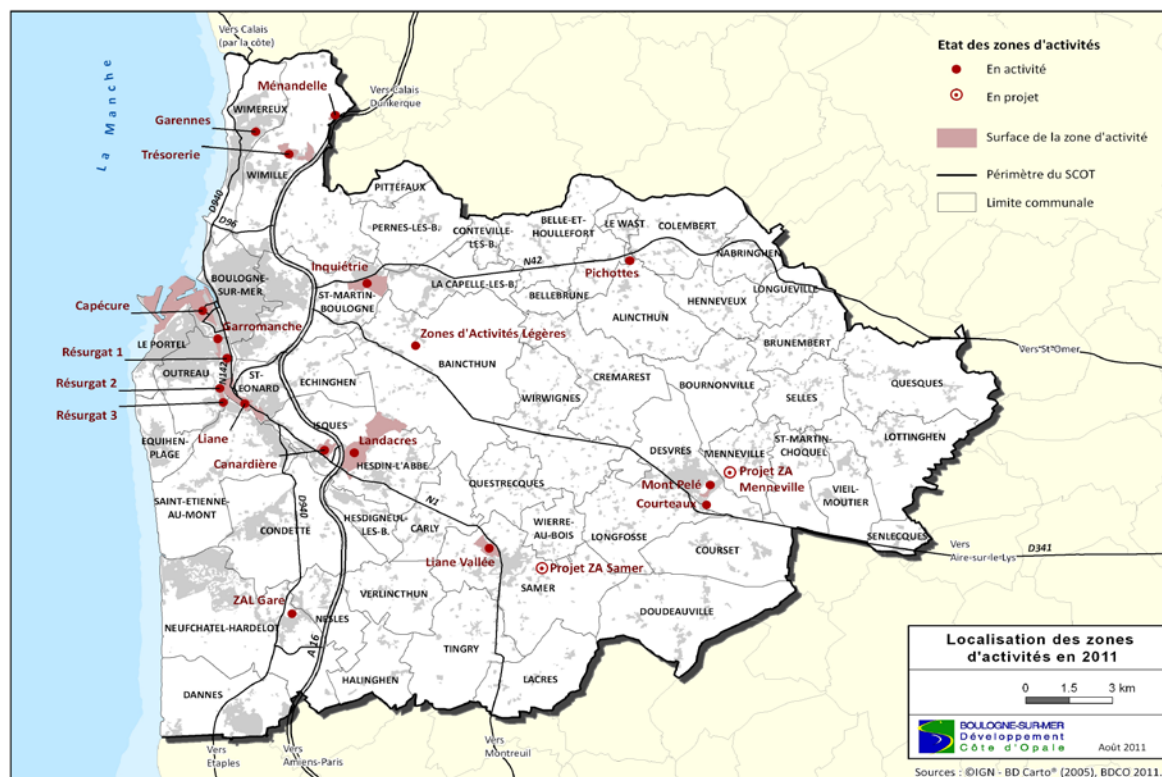 Vers Calais
(par la côte)
La Manche
Ménandelle
Vers Calais
Dunkerque
WIMEREUX
Garennes
Trésorerie
WIMILLE
D940
D96
PITTEFAUX
PERNES-LES-B.
CONTEVILLE-
LES-B.
BELLE-ET-
HOULLEFORT
LE WAST
COLEMBERT
NABRINGHEN
Inquiétrie
N42
Pichottes
BOULOGNE-
SUR-MER
ST-MARTIN-
BOULOGNE
LA CAPELLE-LES-B.
BELLEBRUNE
HENNEVEUX
LONGUEVILLE
Capécure
Garromanche
ALINCTHUN
LE PORTEL
Zones d'Activités Légères
BRUNEMBERT
Vers St Omer
Résurgat 1
OUTREAU
N142
ST-
LEONARD
ECHINGHEN
BAINCTHUN
CREMAREST
BOURNONVILLE
QUESQUES
Résurgat 2
WIRWIGNES
SELLES
Résurgat 3
Liane
ISQUES
Landacres
LOTTINGHEN
EQUIHEN-
PLAGE
Canardière
HESDIN-L'ABBE
DESVRES
MENNEVILLE
ST-MARTIN-
CHOQUEL
Projet ZA
Menneville
QUESTRECQUES
Mont Pelé
VIEIL-
MOUTIER
SAINT-ETIENNE-
AU-MONT
D940
N1
Courteaux
CONDETTE
HESDIGNEUL-
LES-B.
CARLY
WIERRE-
AU-BOIS
LONGFOSSE
SENLECQUES
COURSET
Vers
Aire-sur-le-Lys
D341
Liane Vallée
Projet ZA Samer
SAMER
ZAL Gare
VERLINCTHUN
DOUDEAUVILLE
NEUFCHATEL-HARDELOT
NESLES
A 16
TINGRY
HALINGHEN
LACRES
DANNES
Vers
Etaples
Vers
Amiens-Paris
Vers
Montreuil
Etat des zones d'activités
En activité
En projet
Surface de la zone d'activité
Périmètre du SCOT
Limite communale
Localisation des zones
d'activités en 2011
0 1.5 3 km
BOULOGNE-SUR-MER
Développement
Côte d'Opale
Août 2011
Sources : ©IGN - BD Carto® (2005), BDCO 2011.